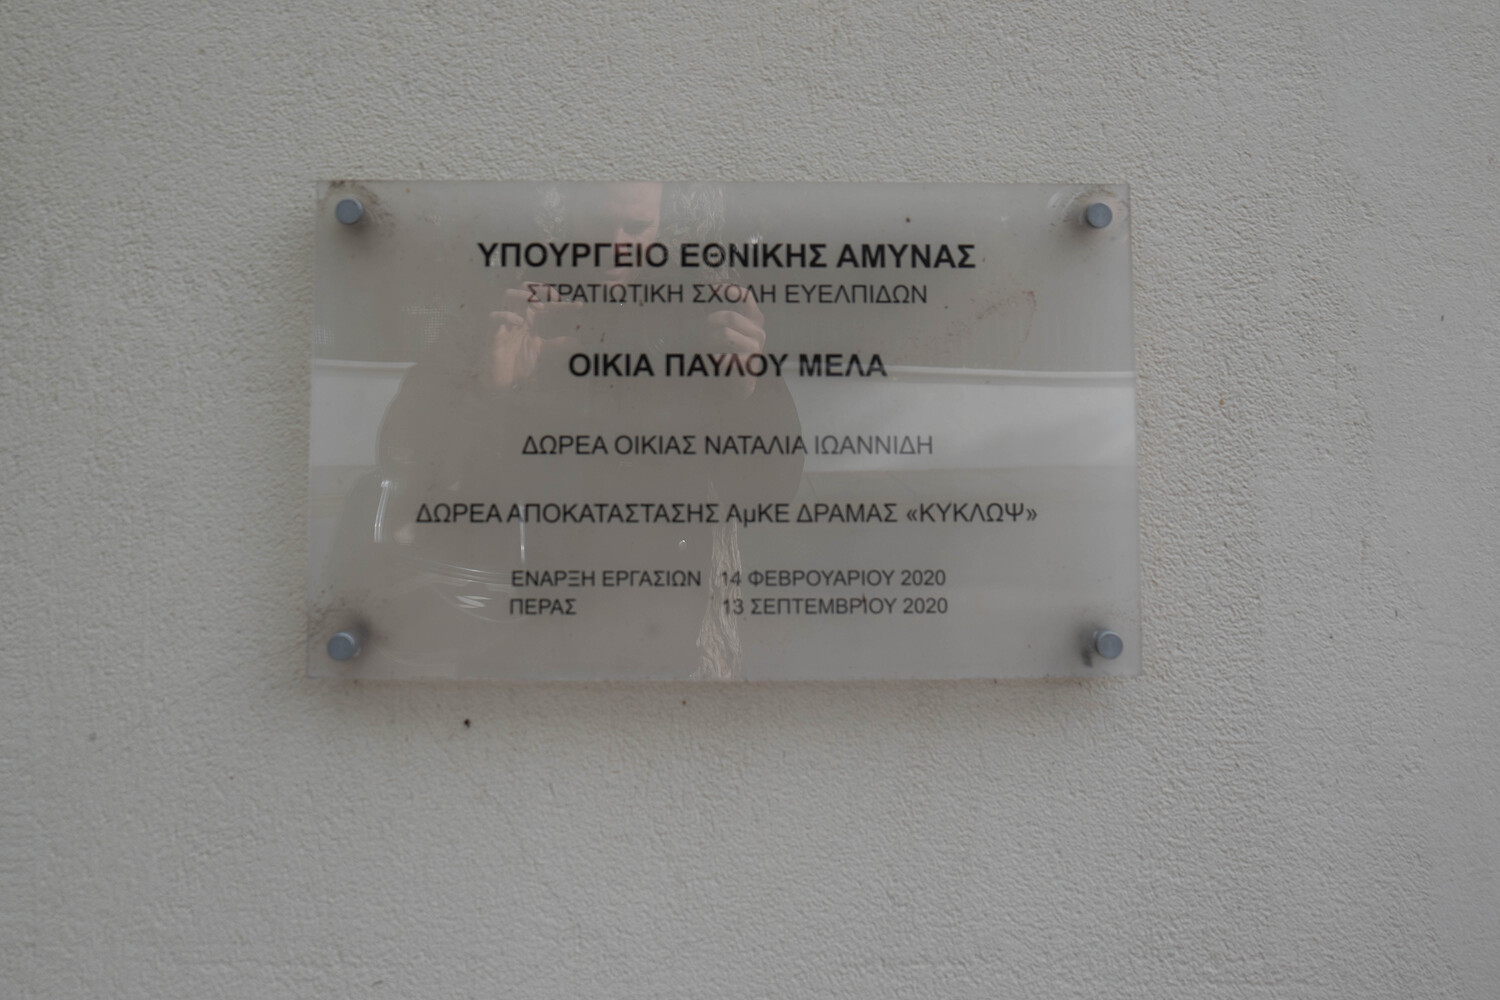 ΥΠΟΥΡΓΕΙΟ ΕΘΝΙΚΗΣ ΑΜΥΝΑΣ
ΣΤΡΑΤΙΩΤΙΚΗ ΣΧΟΛΗ ΕΥΕΛΠΙΔΩΝ
ΟΙΚΙΑ ΠΑΥΛΟΥ ΜΕΛΑ
ΔΩΡΕΑ ΟΙΚΙΑΣ ΝΑΤΑΛΙΑ ΙΩΑΝΝΙΔΗ
ΔΩΡΕΑ ΑΠΟΚΑΤΑΣΤΑΣΗΣ ΑμΚΕ ΔΡΑΜΑΣ «ΚΥΚΛΩΨ»
ΕΝΑΡΞΗ ΕΡΓΑΣΙΩΝ 14 ΦΕΒΡΟΥΑΡΙΟΥ 2020
ΠΕΡΑΣ 13 ΣΕΠΤΕΜΒΡΙΟΥ 2020